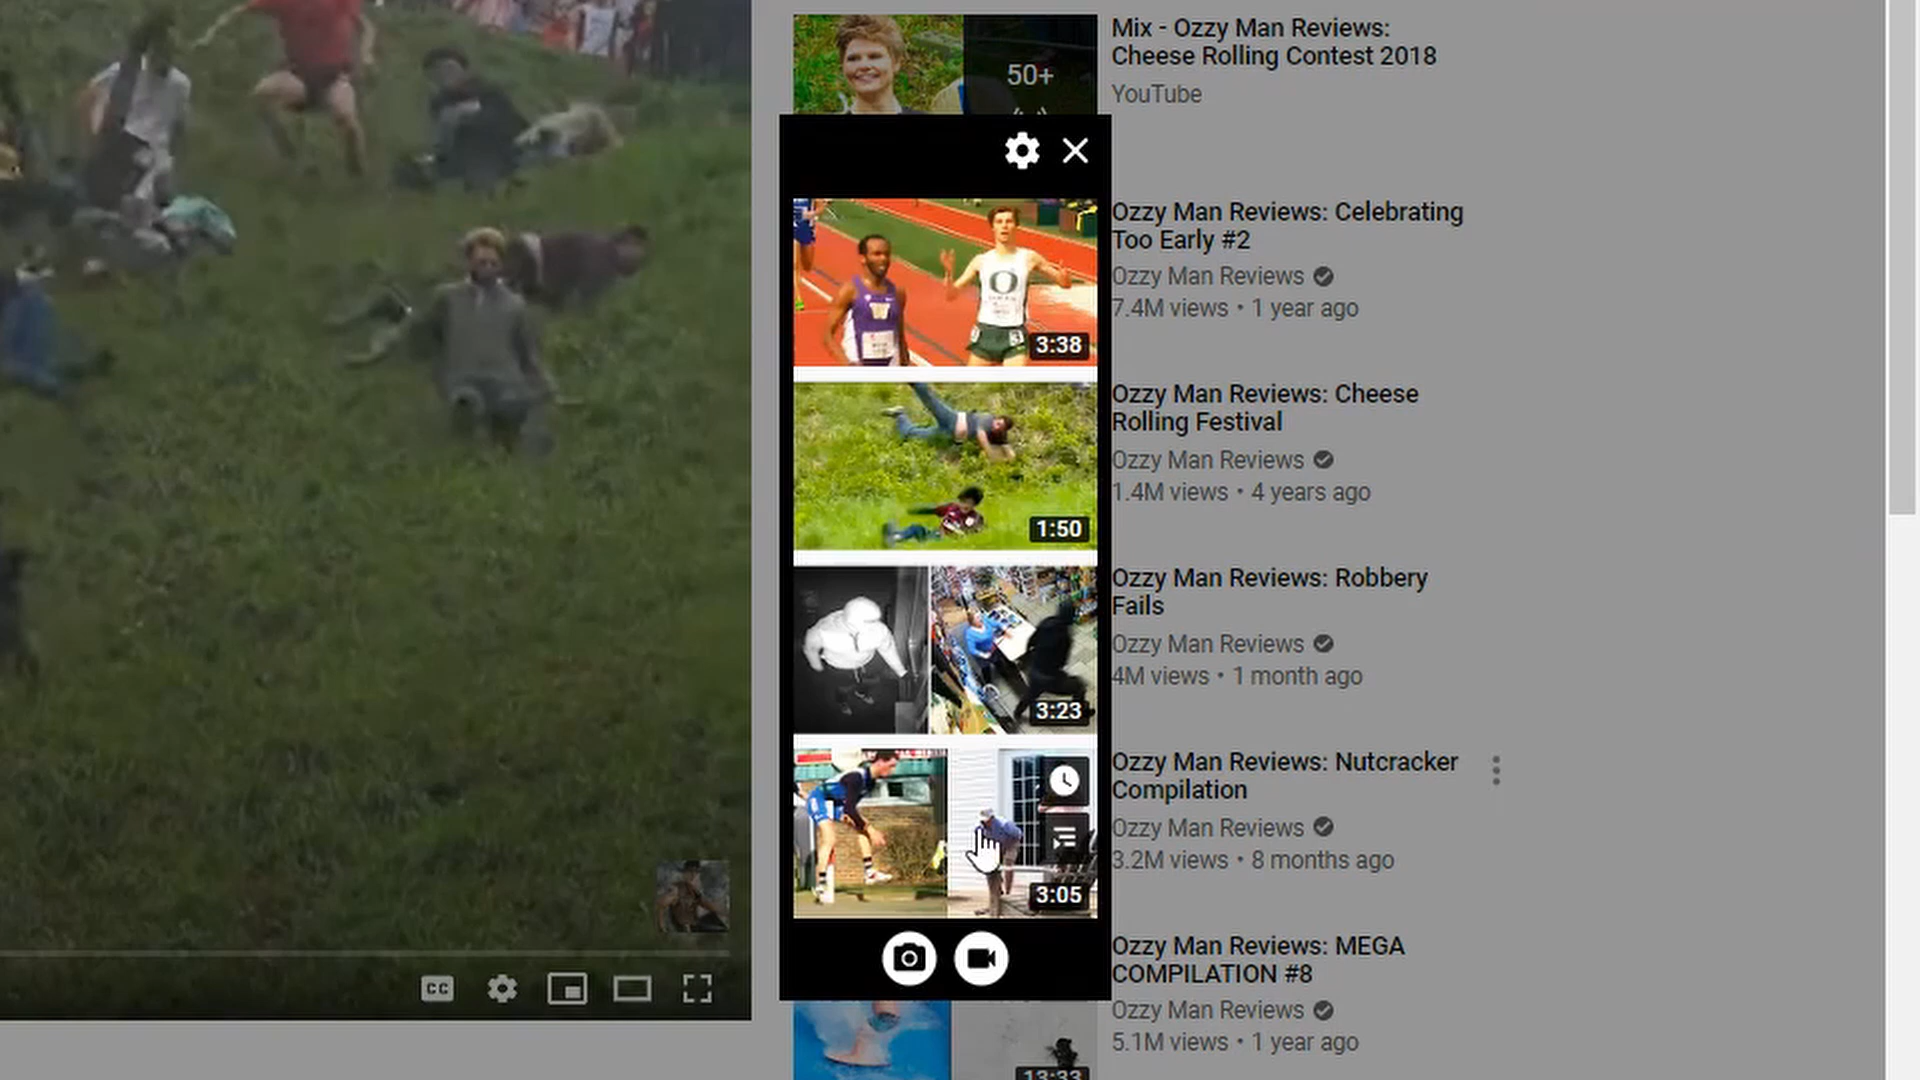 Mix - Ozzy Man Reviews:
Cheese Rolling Contest 2018
YouTube
50+
Ozzy Man Reviews: Celebrating
Too Early #2
Ozzy Man Reviews
7.4M views • 1 year ago
W
O
3:38
Ozzy Man Reviews: Cheese
Rolling Festival
Ozzy Man Reviews
1.4M views • 4 years ago
1:50
Ozzy Man Reviews: Robbery
Fails
Ozzy Man Reviews
4M views • 1 month ago
3:23
Ozzy Man Reviews: Nutcracker
Compilation
Ozzy Man Reviews
3.2M views • 8 months ago
3:05
Ozzy Man Reviews: MEGA
COMPILATION #8
Ozzy Man Reviews
5.1M views • 1 year ago
13:33
CC